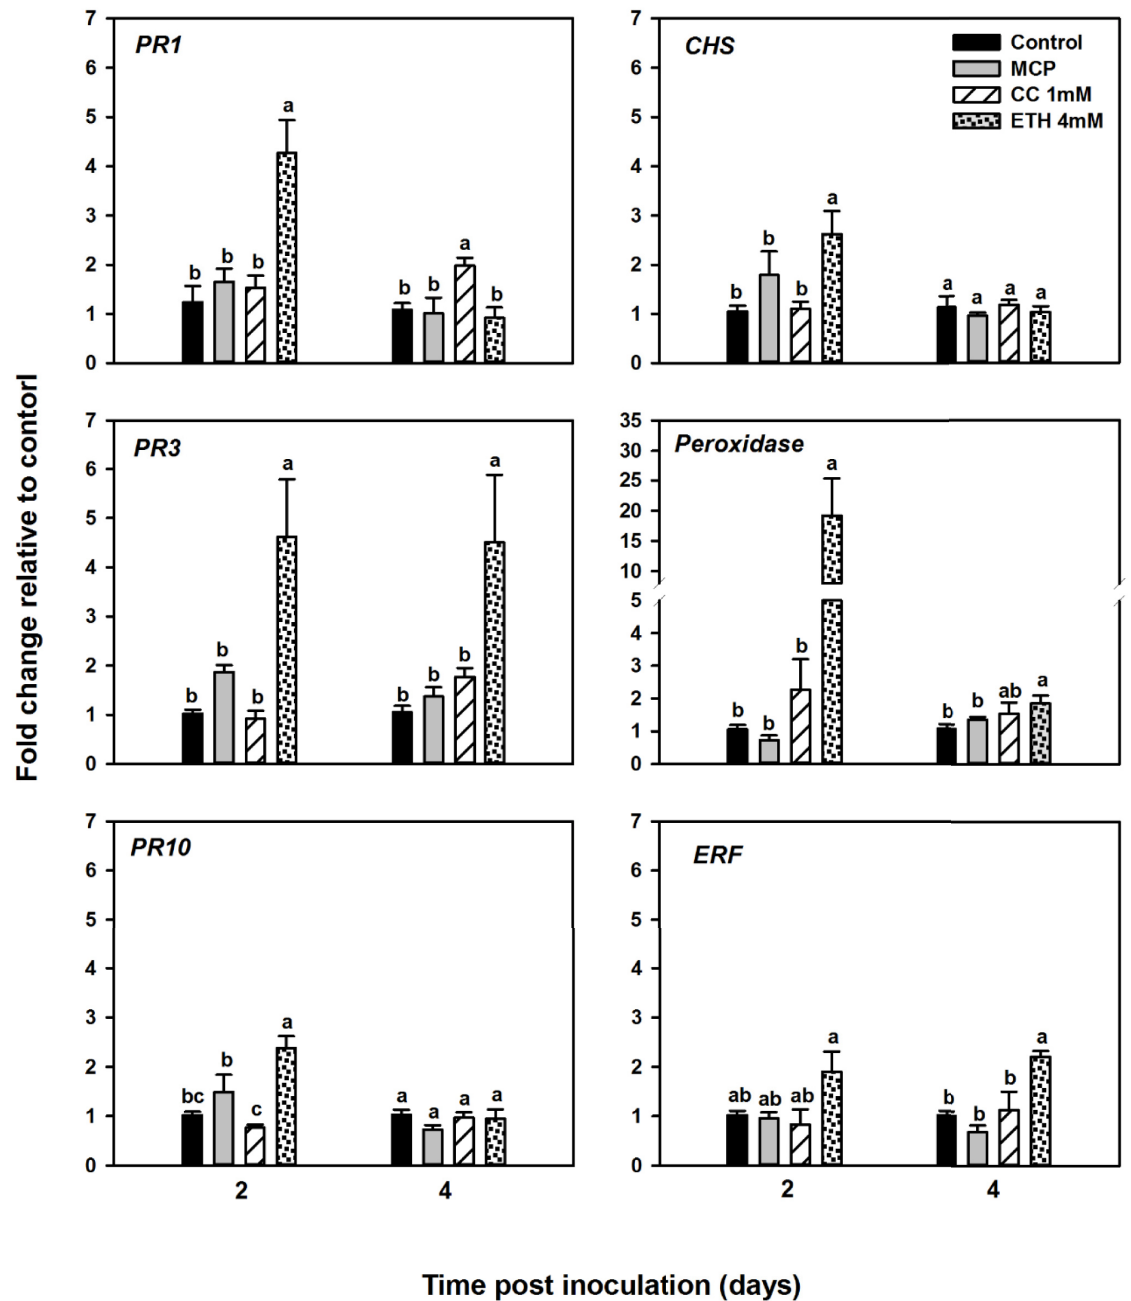 PR1
7
6
5
4
3
2
1
0
b
b
b
a
b
b
a
b
CHS
Control
MCP
CC 1mM
ETH 4mM
7
6
5
4
3
2
1
0
b
b
b
a
a
a
a
a
Fold change relative to contorl
PR3
7
6
5
4
3
2
1
0
b
b
b
a
b
b
b
a
Peroxidase
35
30
25
20
15
10
5
4
3
2
1
0
b
b
b
a
b
b
ab
a
PR10
7
6
5
4
3
2
1
0
bc
b
c
a
a
a
a
a
2
4
ERF
7
6
5
4
3
2
1
0
ab
ab
ab
a
b
b
b
a
2
4
Time post inoculation (days)